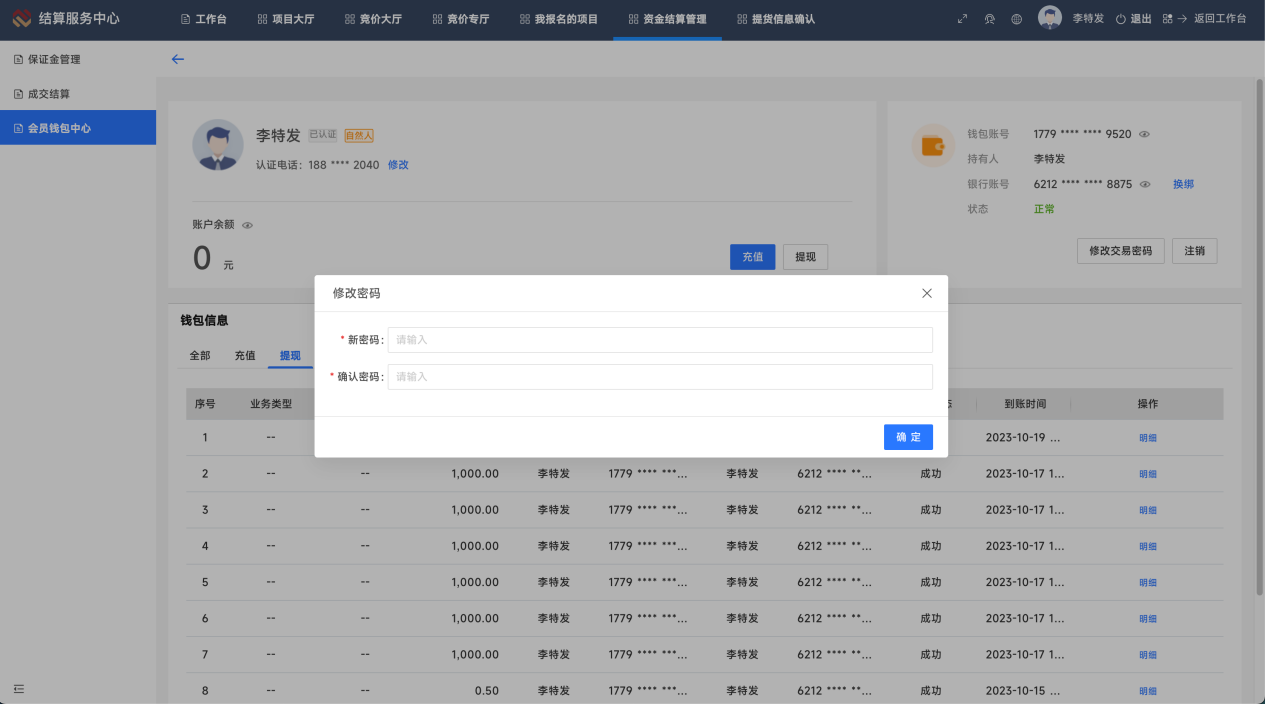 结算服务中心 工作台 项目大厅 竞价大厅 竞价专厅 我报名的项目 资金结算管理 提货信息确认 李特发 退出 返回工作台
保证金管理
成交结算
会员钱包中心
李特发 已认证 自然人
认证电话: 188 **** 2040 修改
账户余额
0 元
充值 提现
钱包账号 1779 **** **** 9520
持有人 李特发
银行账号 6212 **** **** 8875 换绑
状态 正常
修改交易密码 注销
修改密码
* 新密码: 请输入
* 确认密码: 请输入
确 定
钱包信息
全部 充值 提现
序号 业务类型 到账时间 操作
1 -- 2023-10-19 ... 明细
2 -- -- 1,000.00 李特发 1779 **** ***... 李特发 6212 **** **... 成功 2023-10-17 1... 明细
3 -- -- 1,000.00 李特发 1779 **** ***... 李特发 6212 **** **... 成功 2023-10-17 1... 明细
4 -- -- 1,000.00 李特发 1779 **** ***... 李特发 6212 **** **... 成功 2023-10-17 1... 明细
5 -- -- 1,000.00 李特发 1779 **** ***... 李特发 6212 **** **... 成功 2023-10-17 1... 明细
6 -- -- 1,000.00 李特发 1779 **** ***... 李特发 6212 **** **... 成功 2023-10-17 1... 明细
7 -- -- 1,000.00 李特发 1779 **** ***... 李特发 6212 **** **... 成功 2023-10-17 1... 明细
8 -- -- 0.50 李特发 1779 **** ***... 李特发 6212 **** **... 成功 2023-10-15 ... 明细